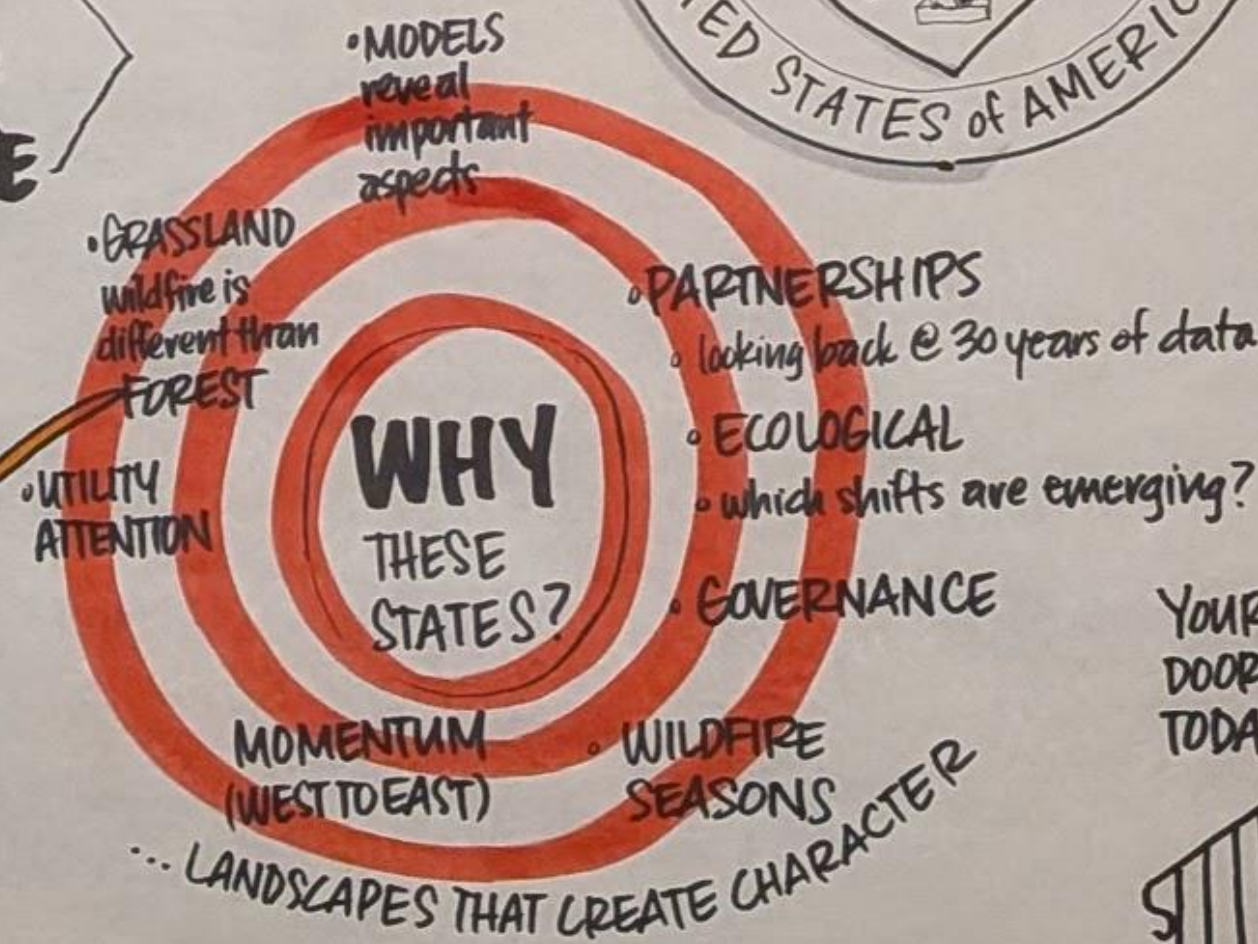 •MODELS
reveal
important
aspects
•GRASSLAND
wildfire is
different than
FOREST
•UTILITY
ATTENTION
WHY
THESE
STATES?
•PARTNERSHIPS
• looking back @ 30 years of data
• ECOLOGICAL
• which shifts are emerging?
• GOVERNANCE
MOMENTUM
(WEST TO EAST)
• WILDFIRE
SEASONS
... LANDSCAPES THAT CREATE CHARACTER
STATES of AMERIC
YOUR
DOOR
TODA